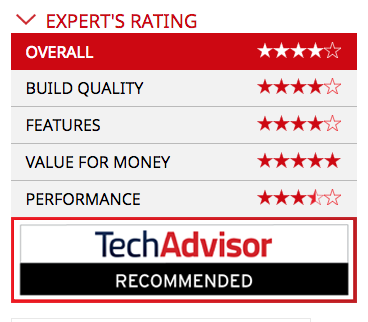 EXPERT'S RATING
OVERALL ★★★★☆
BUILD QUALITY ★★★★☆
FEATURES ★★★★☆
VALUE FOR MONEY ★★★★★
PERFORMANCE ★★★⯪☆
TechAdvisor
RECOMMENDED